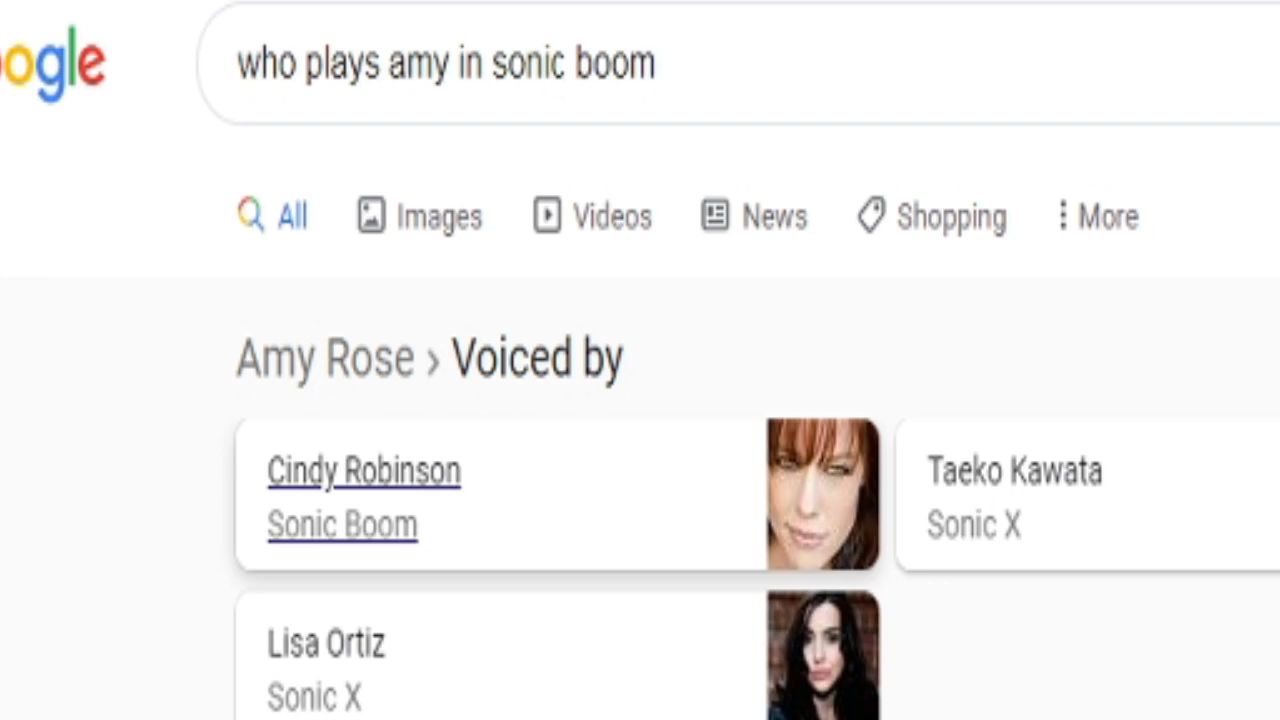 ogle
who plays amy in sonic boom
All Images Videos News Shopping More
Amy Rose › Voiced by
Cindy Robinson
Sonic Boom
Taeko Kawata
Sonic X
Lisa Ortiz
Sonic X